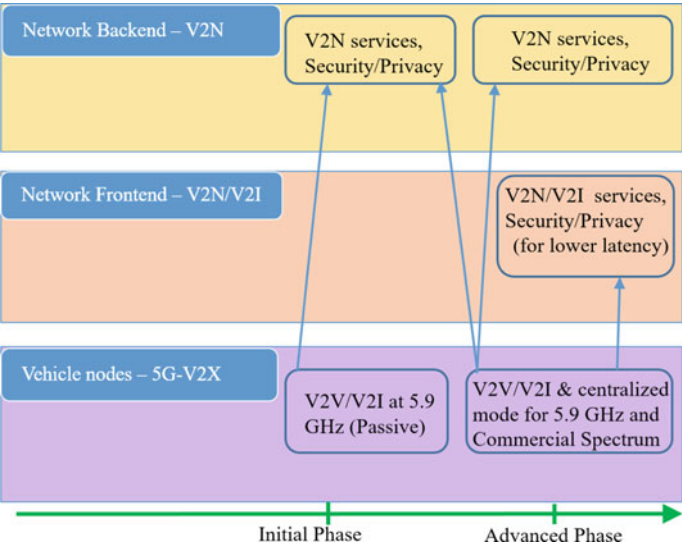 Network Backend – V2N
V2N services,
Security/Privacy
V2N services,
Security/Privacy
Network Frontend – V2N/V2I
V2N/V2I services,
Security/Privacy
(for lower latency)
Vehicle nodes – 5G-V2X
V2V/V2I at 5.9
GHz (Passive)
V2V/V2I & centralized
mode for 5.9 GHz and
Commercial Spectrum
Initial Phase
Advanced Phase